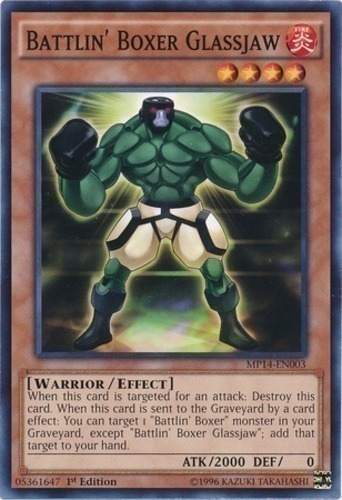 BATTLIN' BOXER GLASSJAW
FIRE
炎
MP14-EN003
[WARRIOR / EFFECT]
When this card is targeted for an attack: Destroy this
card. When this card is sent to the Graveyard by a card
effect: You can target 1 "Battlin' Boxer" monster in
your Graveyard, except "Battlin' Boxer Glassjaw"; add
that target to your hand.
ATK/2000 DEF/ 0
05361647 1st Edition ©1996 KAZUKI TAKAHASHI